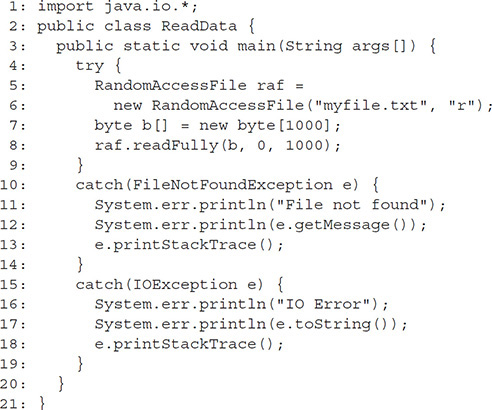 1: import java.io.*;
2: public class ReadData {
3:   public static void main(String args[]) {
4:     try {
5:       RandomAccessFile raf =
6:         new RandomAccessFile("myfile.txt", "r");
7:       byte b[] = new byte[1000];
8:       raf.readFully(b, 0, 1000);
9:     }
10:     catch(FileNotFoundException e) {
11:       System.err.println("File not found");
12:       System.err.println(e.getMessage());
13:       e.printStackTrace();
14:     }
15:     catch(IOException e) {
16:       System.err.println("IO Error");
17:       System.err.println(e.toString());
18:       e.printStackTrace();
19:     }
20:   }
21: }